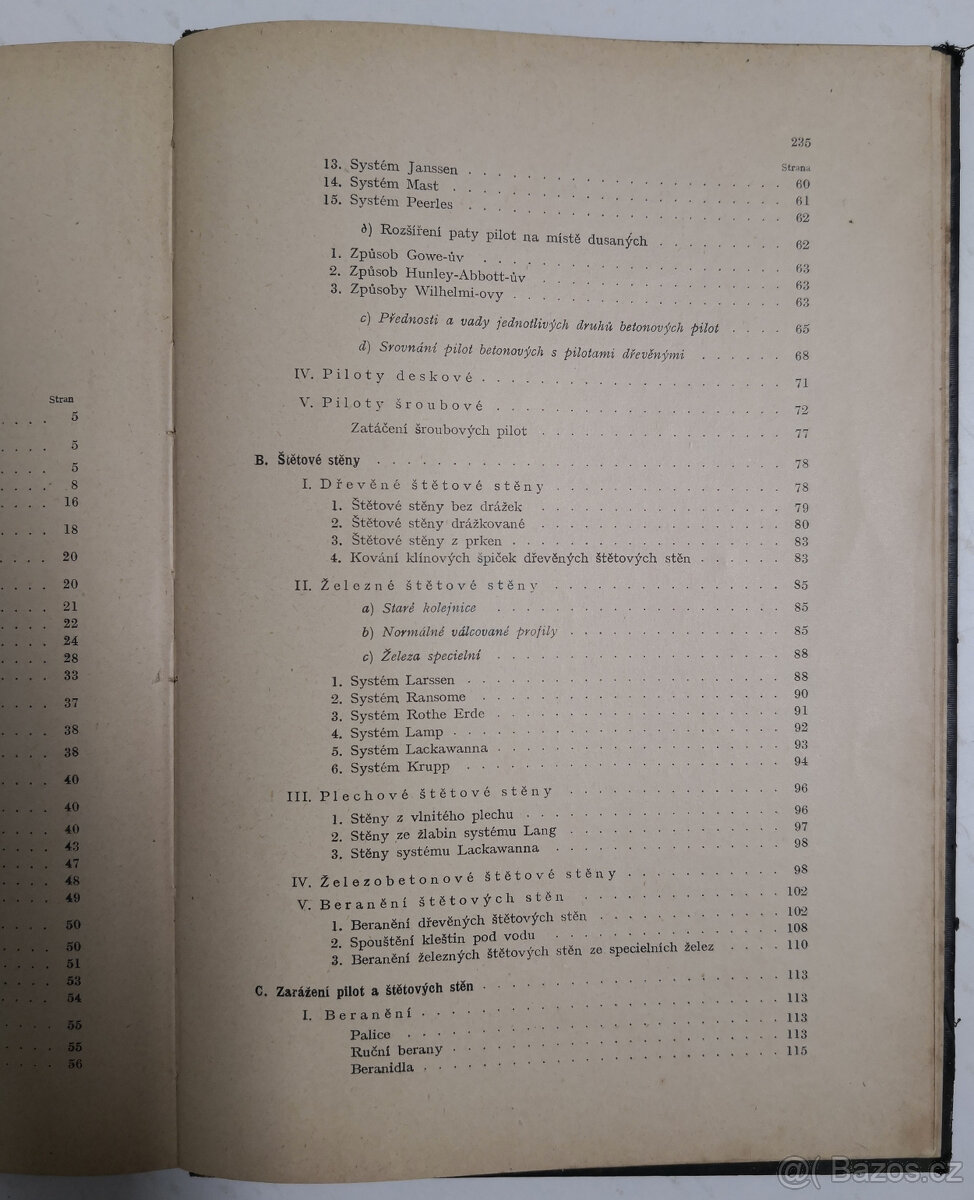 Stran
. . . . 5
. . . . 5
. . . . 5
. . . . 8
. . . . 16
. . . . 18
. . . . 20
. . . . 20
. . . . 21
. . . . 22
. . . . 24
. . . . 28
. . . . 33
. . . . 37
. . . . 38
. . . . 38
. . . . 40
. . . . 40
. . . . 40
. . . . 43
. . . . 47
. . . . 48
. . . . 49
. . . . 50
. . . . 50
. . . . 51
. . . . 53
. . . . 54
. . . . 55
. . . . 55
. . . . 56
235
Strana
13. Systém Janssen . . . . 60
14. Systém Mast . . . . 61
15. Systém Peerles . . . . 62
δ) Rozšíření paty pilot na místě dusaných . . . . 62
1. Způsob Gowe-ův . . . . 63
2. Způsob Hunley-Abbott-ův . . . . 63
3. Způsoby Wilhelmi-ovy . . . . 63
c) Přednosti a vady jednotlivých druhů betonových pilot . . . . 65
d) Srovnání pilot betonových s pilotami dřevěnými . . . . 68
IV. Piloty deskové . . . . 71
V. Piloty šroubové . . . . 72
Zatáčení šroubových pilot . . . . 77
B. Štětové stěny . . . . 78
I. Dřevěné štětové stěny . . . . 78
1. Štětové stěny bez drážek . . . . 79
2. Štětové stěny drážkované . . . . 80
3. Štětové stěny z prken . . . . 83
4. Kování klínových špiček dřevěných štětových stěn . . . . 83
II. Železné štětové stěny . . . . 85
a) Staré kolejnice . . . . 85
b) Normálné válcované profily . . . . 85
c) Železa specielní . . . . 88
1. Systém Larssen . . . . 88
2. Systém Ransome . . . . 90
3. Systém Rothe Erde . . . . 91
4. Systém Lamp . . . . 92
5. Systém Lackawanna . . . . 93
6. Systém Krupp . . . . 94
III. Plechové štětové stěny . . . . 96
1. Stěny z vlnitého plechu . . . . 96
2. Stěny ze žlabin systému Lang . . . . 97
3. Stěny systému Lackawanna . . . . 98
IV. Železobetonové štětové stěny . . . . 98
V. Beranění štětových stěn . . . . 102
1. Beranění dřevěných štětových stěn . . . . 102
2. Spouštění kleštin pod vodu . . . . 108
3. Beranění železných štětových stěn ze specielních želez . . . . 110
C. Zarážení pilot a štětových stěn . . . . 113
I. Beranění . . . . 113
Palice . . . . 113
Ruční berany . . . . 113
Beranidla . . . . 115
@( Bazos.cz